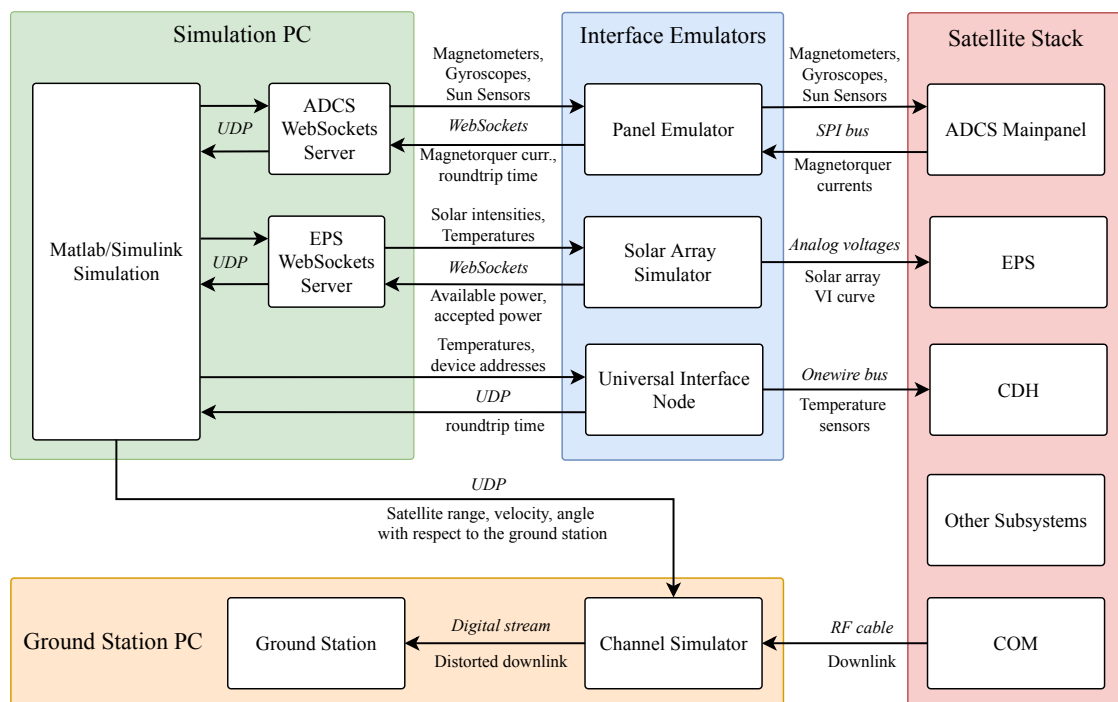 Simulation PC
Interface Emulators
Satellite Stack
Matlab/Simulink
Simulation
UDP
ADCS
WebSockets
Server
Magnetometers,
Gyroscopes,
Sun Sensors
WebSockets
Magnetorquer curr.,
roundtrip time
Panel Emulator
Magnetometers,
Gyroscopes,
Sun Sensors
SPI bus
Magnetorquer
currents
ADCS Mainpanel
UDP
EPS
WebSockets
Server
Solar intensities,
Temperatures
WebSockets
Available power,
accepted power
Solar Array
Simulator
Analog voltages
Solar array
VI curve
EPS
Temperatures,
device addresses
UDP
roundtrip time
Universal Interface
Node
Onewire bus
Temperature
sensors
CDH
UDP
Satellite range, velocity, angle
with respect to the ground station
Other Subsystems
Ground Station PC
Ground Station
Digital stream
Distorted downlink
Channel Simulator
RF cable
Downlink
COM